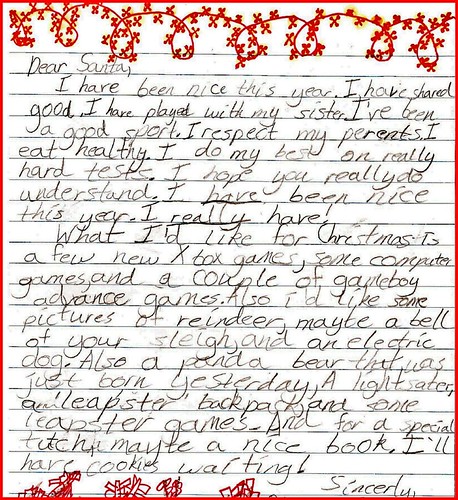 Dear Santa,
I have been nice this year. I have shared
good. I have played with my sister. I've been
a good sport. I respect my perents. I
eat healthy. I do my best on really
hard tests. I hope you really do
understand. I have been nice
this year. I really have!
What I'd like for Christmas is
a few new Xbox games, some computer
games, and a couple of gameboy
advance games. Also i'd like some
pictures of reindeer, maybe a bell
of your sleigh, and an electric
dog. Also a panda bear that was
just born yesterday, A lightsater,
and 'leapster' backpack, and some
leapster games. And for a special
tutch, maybe a nice book. I'll
have cookies waiting!
Sincerly,